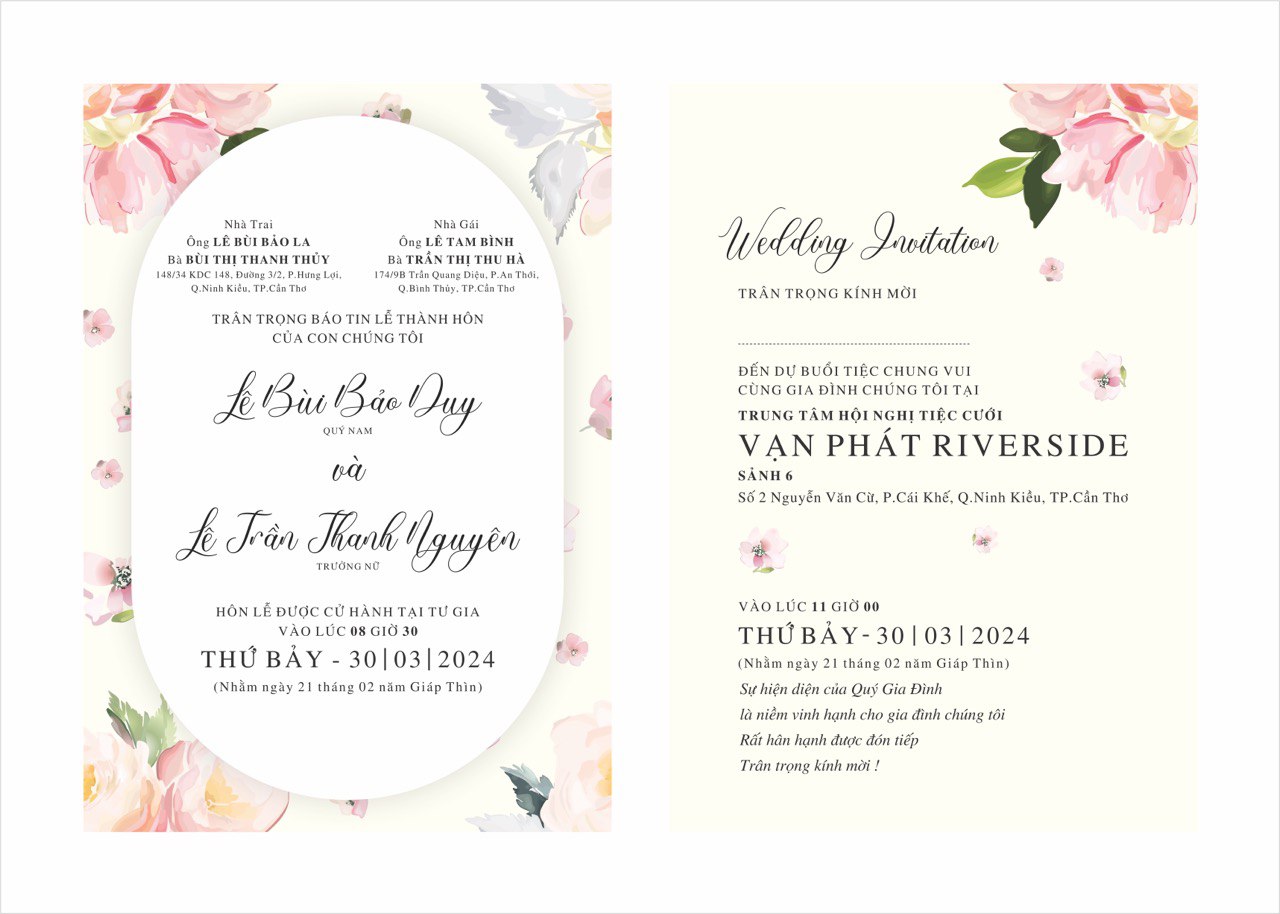 Nhà Trai
Ông LÊ BÙI BẢO LA
Bà BÙI THỊ THANH THỦY
148/34 KDC 148, Đường 3/2, P.Hưng Lợi,
Q.Ninh Kiều, TP.Cần Thơ
Nhà Gái
Ông LÊ TAM BÌNH
Bà TRẦN THỊ THU HÀ
174/9B Trần Quang Diệu, P.An Thới,
Q.Bình Thủy, TP.Cần Thơ
TRÂN TRỌNG BÁO TIN LỄ THÀNH HÔN
CỦA CON CHÚNG TÔI
Lê Bùi Bảo Duy
QUÝ NAM
và
Lê Trần Thanh Nguyên
TRƯỞNG NỮ
HÔN LỄ ĐƯỢC CỬ HÀNH TẠI TƯ GIA
VÀO LÚC 08 GIỜ 30
THỨ BẢY - 30|03|2024
(Nhằm ngày 21 tháng 02 năm Giáp Thìn)
Wedding Invitation
TRÂN TRỌNG KÍNH MỜI
ĐẾN DỰ BUỔI TIỆC CHUNG VUI
CÙNG GIA ĐÌNH CHÚNG TÔI TẠI
TRUNG TÂM HỘI NGHỊ TIỆC CƯỚI
VẠN PHÁT RIVERSIDE
SẢNH 6
Số 2 Nguyễn Văn Cừ, P.Cái Khế, Q.Ninh Kiều, TP.Cần Thơ
VÀO LÚC 11 GIỜ 00
THỨ BẢY- 30|03|2024
(Nhằm ngày 21 tháng 02 năm Giáp Thìn)
Sự hiện diện của Quý Gia Đình
là niềm vinh hạnh cho gia đình chúng tôi
Rất hân hạnh được đón tiếp
Trân trọng kính mời !